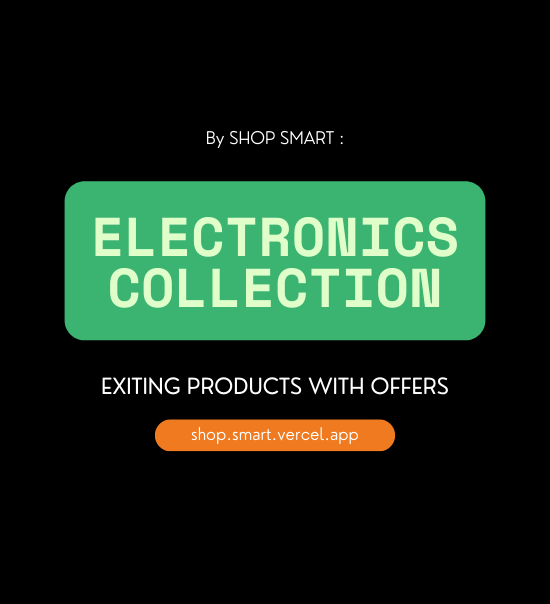 By SHOP SMART :
ELECTRONICS
COLLECTION
EXITING PRODUCTS WITH OFFERS
shop.smart.vercel.app